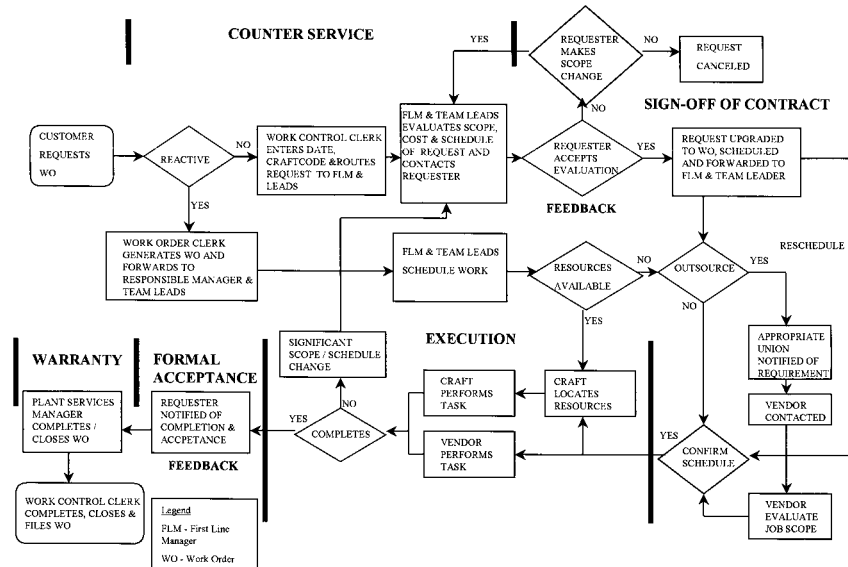 COUNTER SERVICE
YES
REQUESTER
MAKES
SCOPE
CHANGE
NO
REQUEST
CANCELED
SIGN-OFF OF CONTRACT
CUSTOMER
REQUESTS
WO
REACTIVE
NO
WORK CONTROL CLERK
ENTERS DATE,
CRAFTCODE &ROUTES
REQUEST TO FLM &
LEADS
FLM & TEAM LEADS
EVALUATES SCOPE,
COST & SCHEDULE
OF REQUEST AND
CONTACTS
REQUESTER
NO
REQUESTER
ACCEPTS
EVALUATION
YES
REQUEST UPGRADED
TO WO, SCHEDULED
AND FORWARDED TO
FLM & TEAM LEADER
FEEDBACK
YES
WORK ORDER CLERK
GENERATES WO AND
FORWARDS TO
RESPONSIBLE MANAGER &
TEAM LEADS
FLM & TEAM LEADS
SCHEDULE WORK
RESOURCES
AVAILABLE
NO
OUTSOURCE
YES
RESCHEDULE
YES
NO
WARRANTY
FORMAL
ACCEPTANCE
SIGNIFICANT
SCOPE / SCHEDULE
CHANGE
EXECUTION
APPROPRIATE
UNION
NOTIFIED OF
REQUIREMENT
PLANT SERVICES
MANAGER
COMPLETES /
CLOSES WO
REQUESTER
NOTIFIED OF
COMPLETION &
ACCPETANCE
YES
NO
COMPLETES
CRAFT
PERFORMS
TASK
CRAFT
LOCATES
RESOURCES
VENDOR
CONTACTED
VENDOR
PERFORMS
TASK
YES
CONFIRM
SCHEDULE
FEEDBACK
WORK CONTROL CLERK
COMPLETES, CLOSES &
FILES WO
Legend
FLM - First Line
Manager
WO - Work Order
VENDOR
EVALUATE
JOB SCOPE